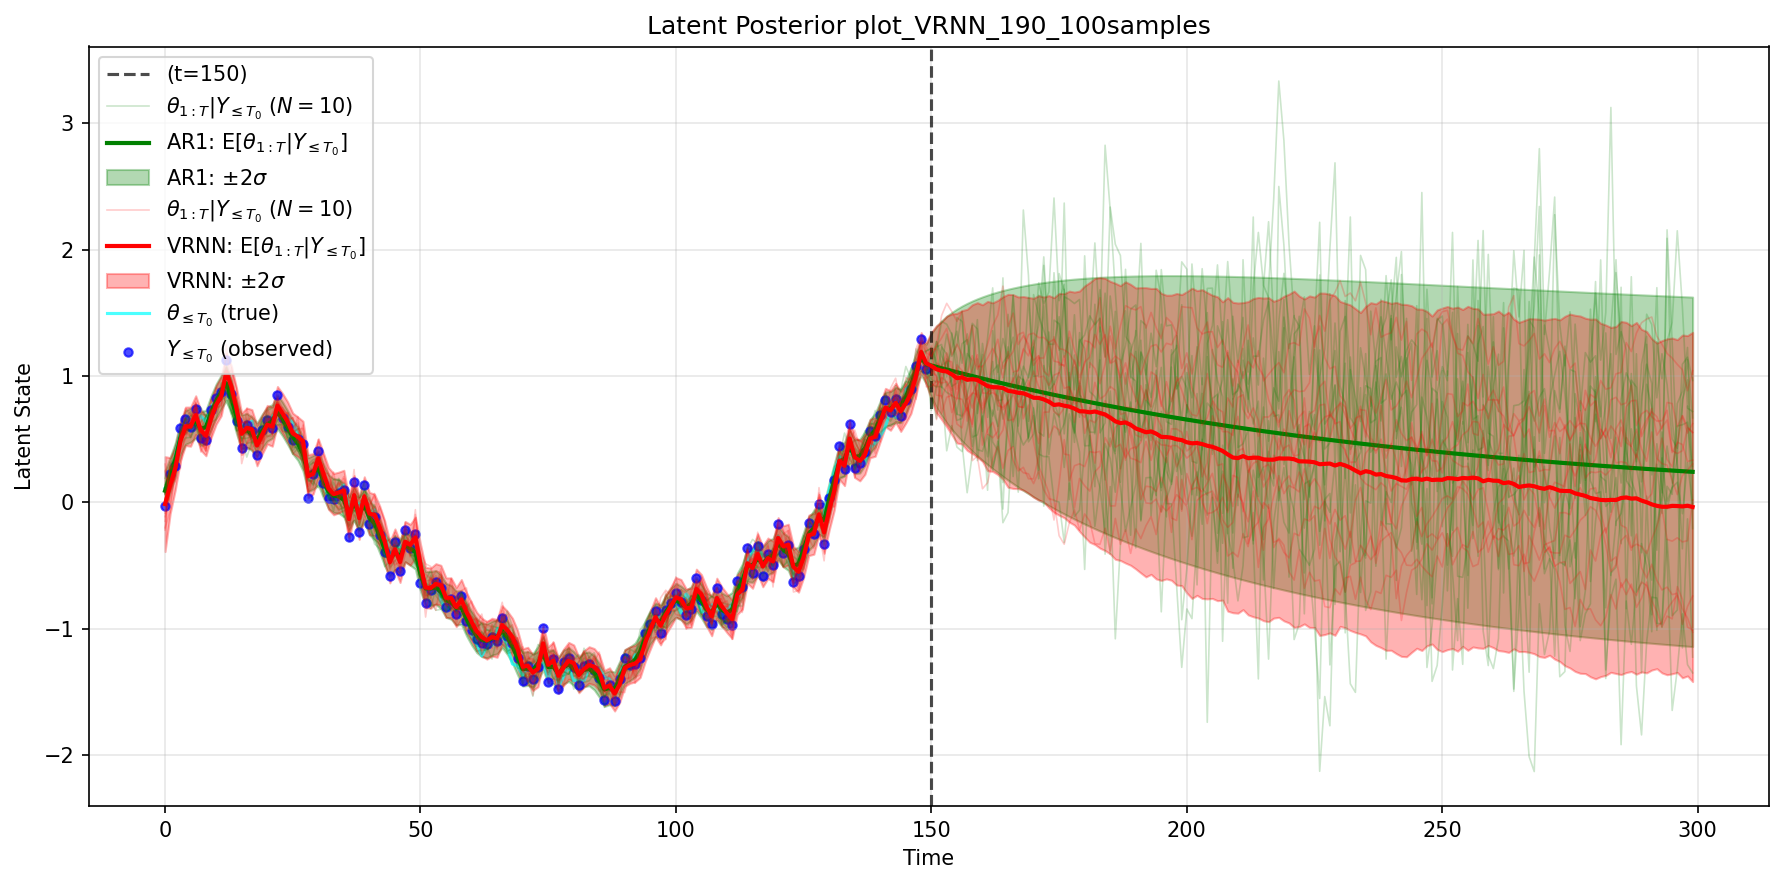 Latent Posterior plot_VRNN_190_100samples
(t=150)
θ₁:T|Y≤T₀ (N = 10)
AR1: E[θ₁:T|Y≤T₀]
AR1: ±2σ
θ₁:T|Y≤T₀ (N = 10)
VRNN: E[θ₁:T|Y≤T₀]
VRNN: ±2σ
θ≤T₀ (true)
Y≤T₀ (observed)
Latent State
3
2
1
0
−1
−2
0 50 100 150 200 250 300
Time